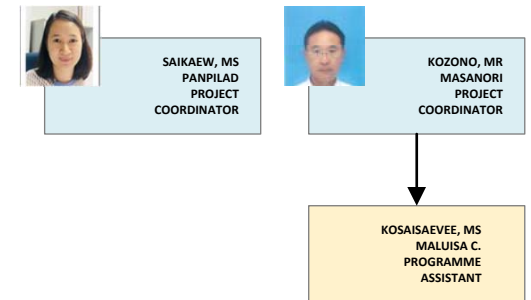 SAIKAEW, MS
PANPILAD
PROJECT
COORDINATOR
KOZONO, MR
MASANORI
PROJECT
COORDINATOR
KOSAISAEVEE, MS
MALUISA C.
PROGRAMME
ASSISTANT